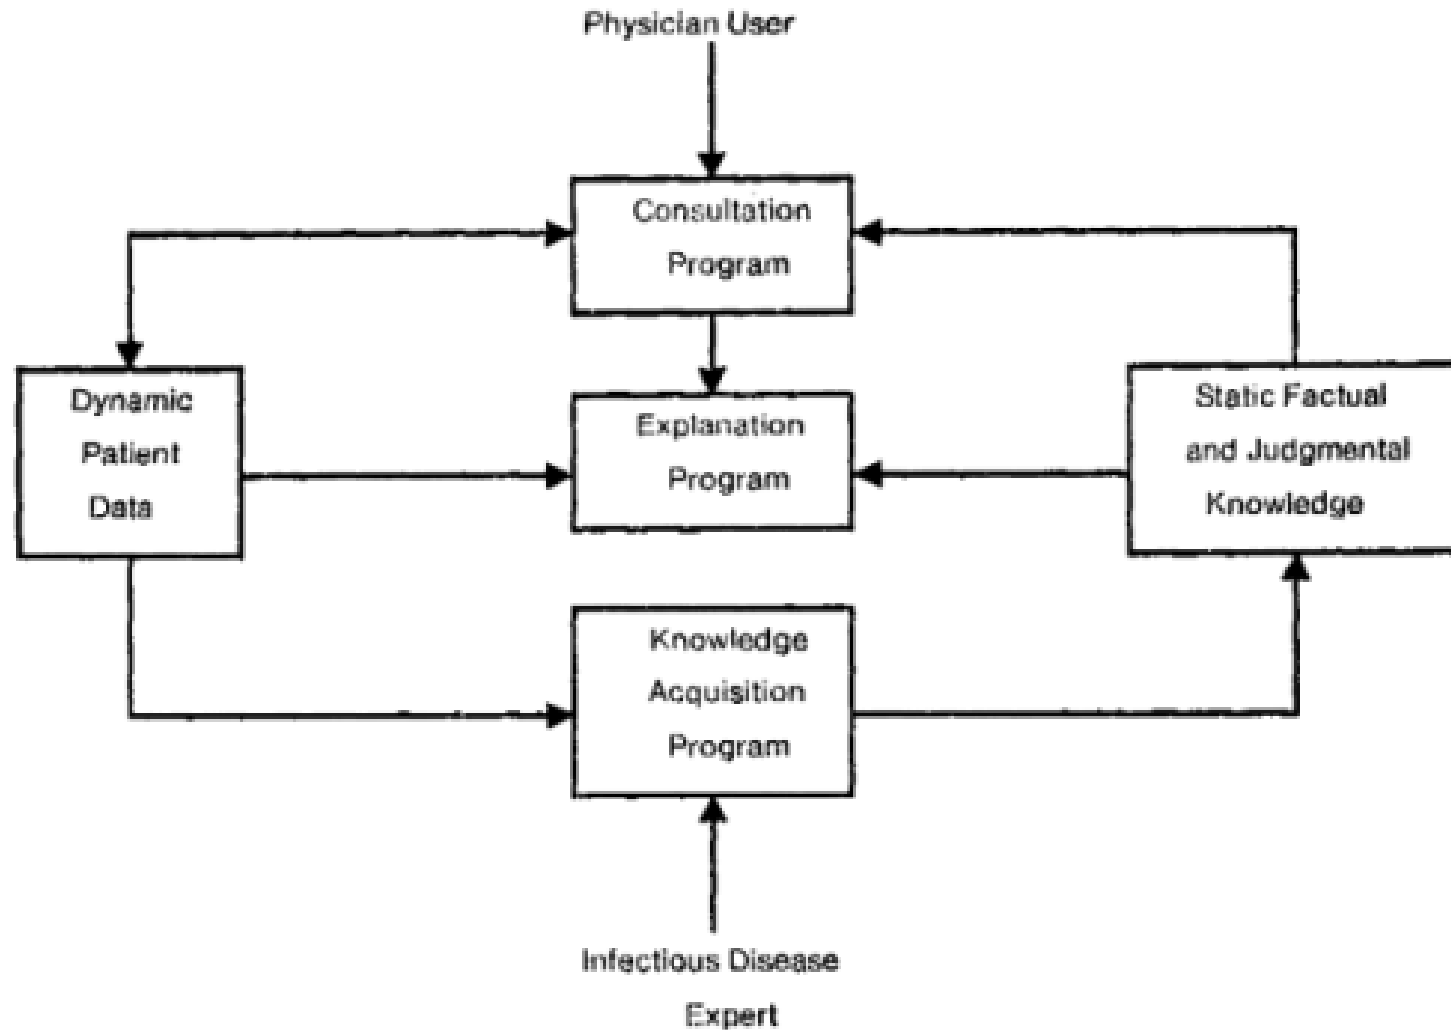 Physician User
Consultation
Program
Dynamic
Patient
Data
Explanation
Program
Static Factual
and Judgmental
Knowledge
Knowledge
Acquisition
Program
Infectious Disease
Expert